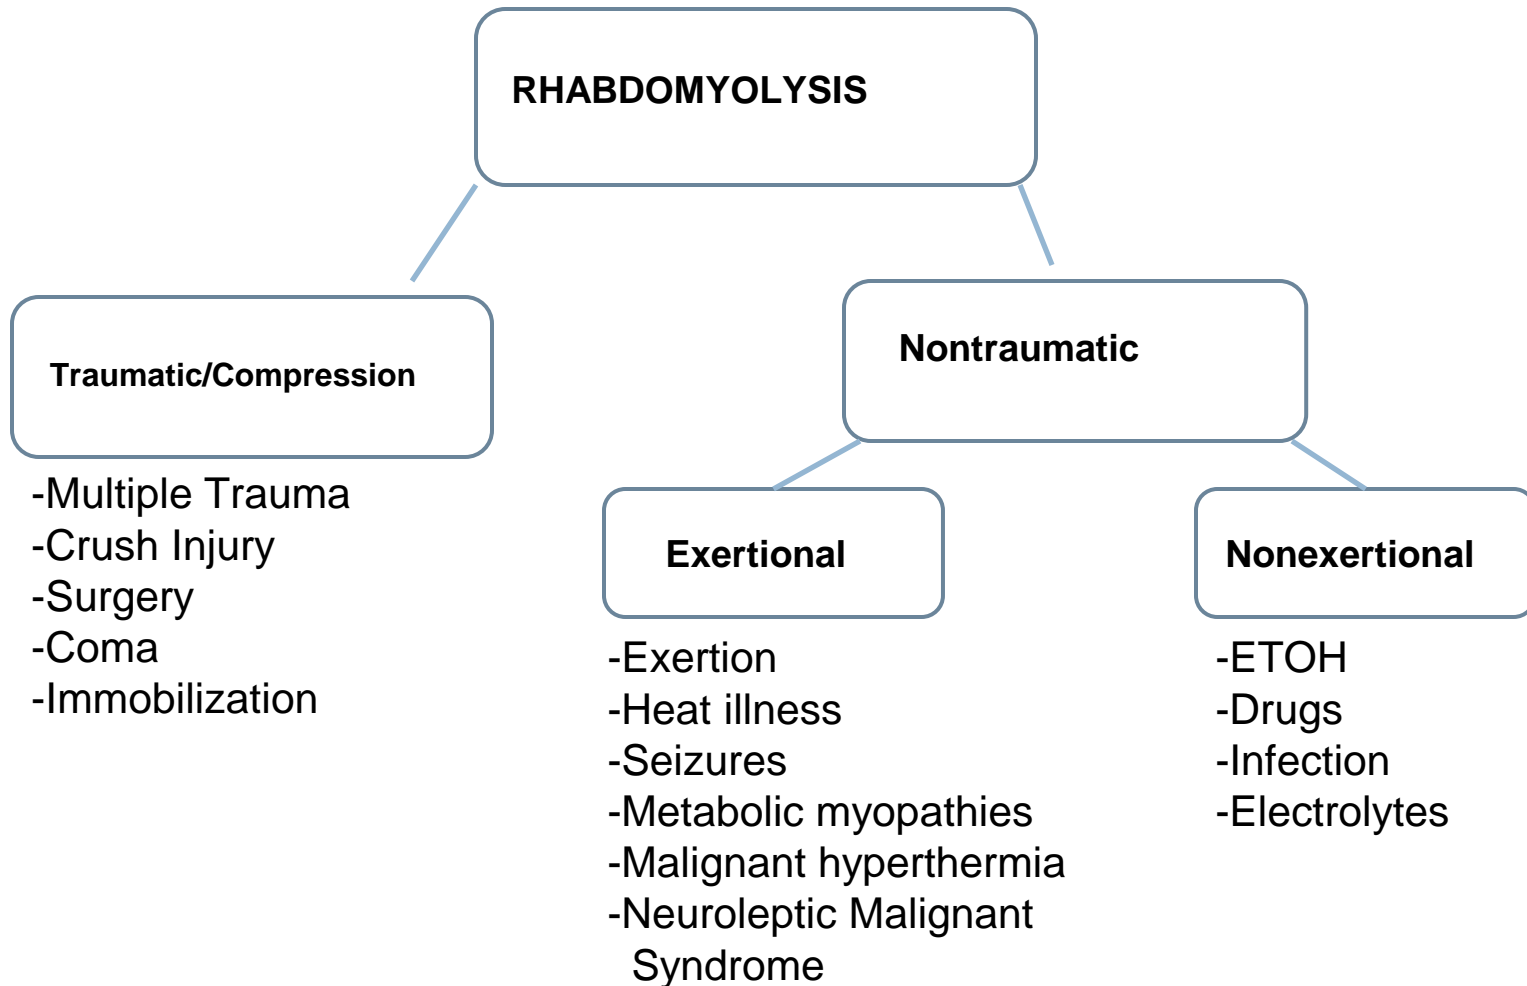 RHABDOMYOLYSIS
Traumatic/Compression
-Multiple Trauma
-Crush Injury
-Surgery
-Coma
-Immobilization
Nontraumatic
Exertional
-Exertion
-Heat illness
-Seizures
-Metabolic myopathies
-Malignant hyperthermia
-Neuroleptic Malignant
Syndrome
Nonexertional
-ETOH
-Drugs
-Infection
-Electrolytes